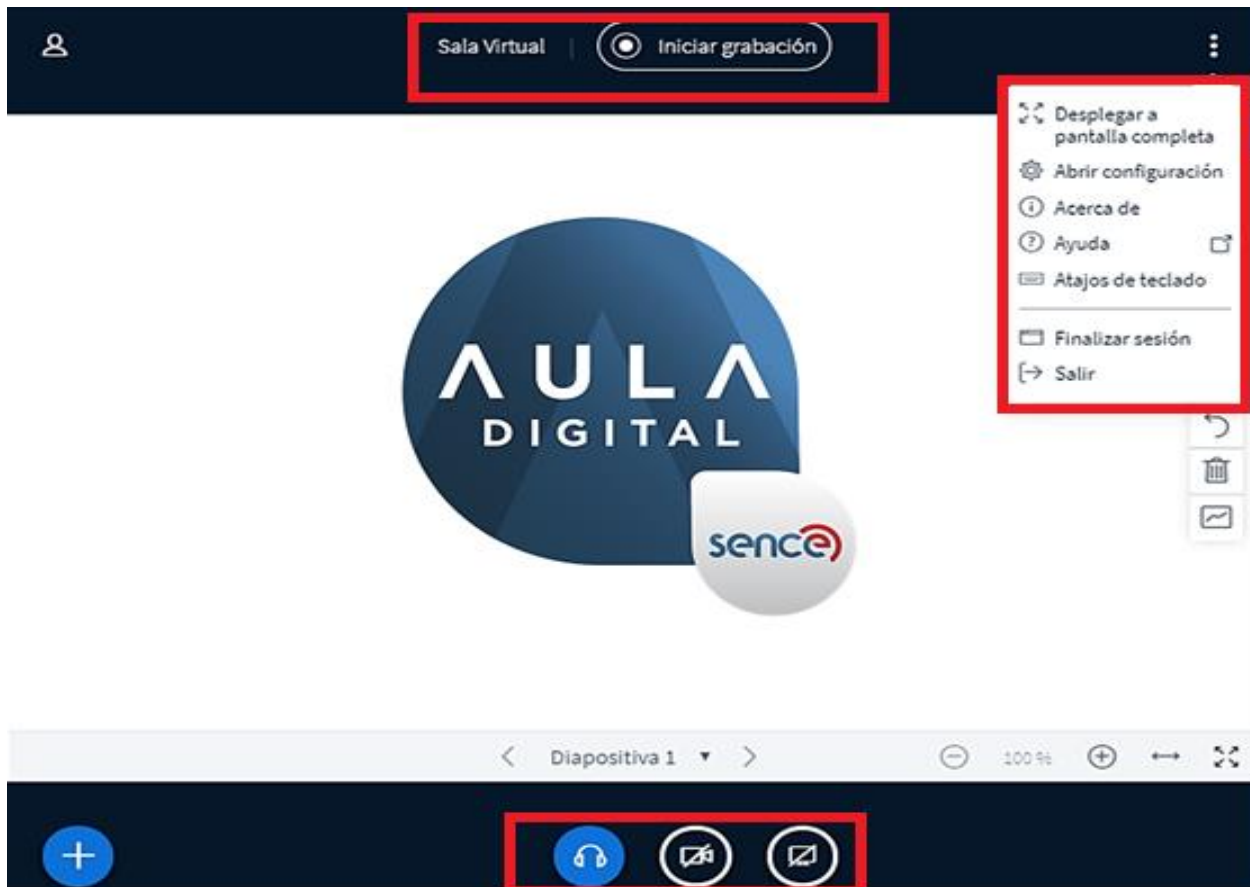 Sala Virtual | Iniciar grabación
Desplegar a
pantalla completa
Abrir configuración
Acerca de
Ayuda
Atajos de teclado
Finalizar sesión
Salir
AULA
DIGITAL
sence
Diapositiva 1
100 %